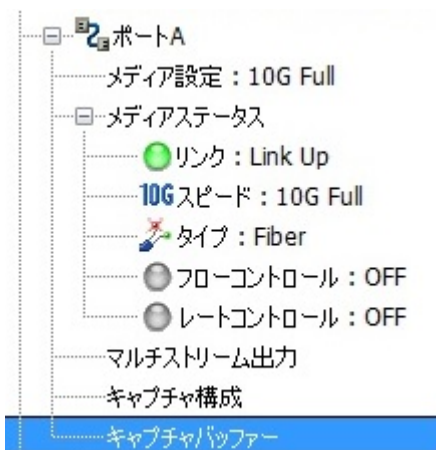 ポートA
メディア設定：10G Full
メディアステータス
リンク：Link Up
10G スピード：10G Full
タイプ：Fiber
フローコントロール：OFF
レートコントロール：OFF
マルチストリーム出力
キャプチャ構成
キャプチャバッファー